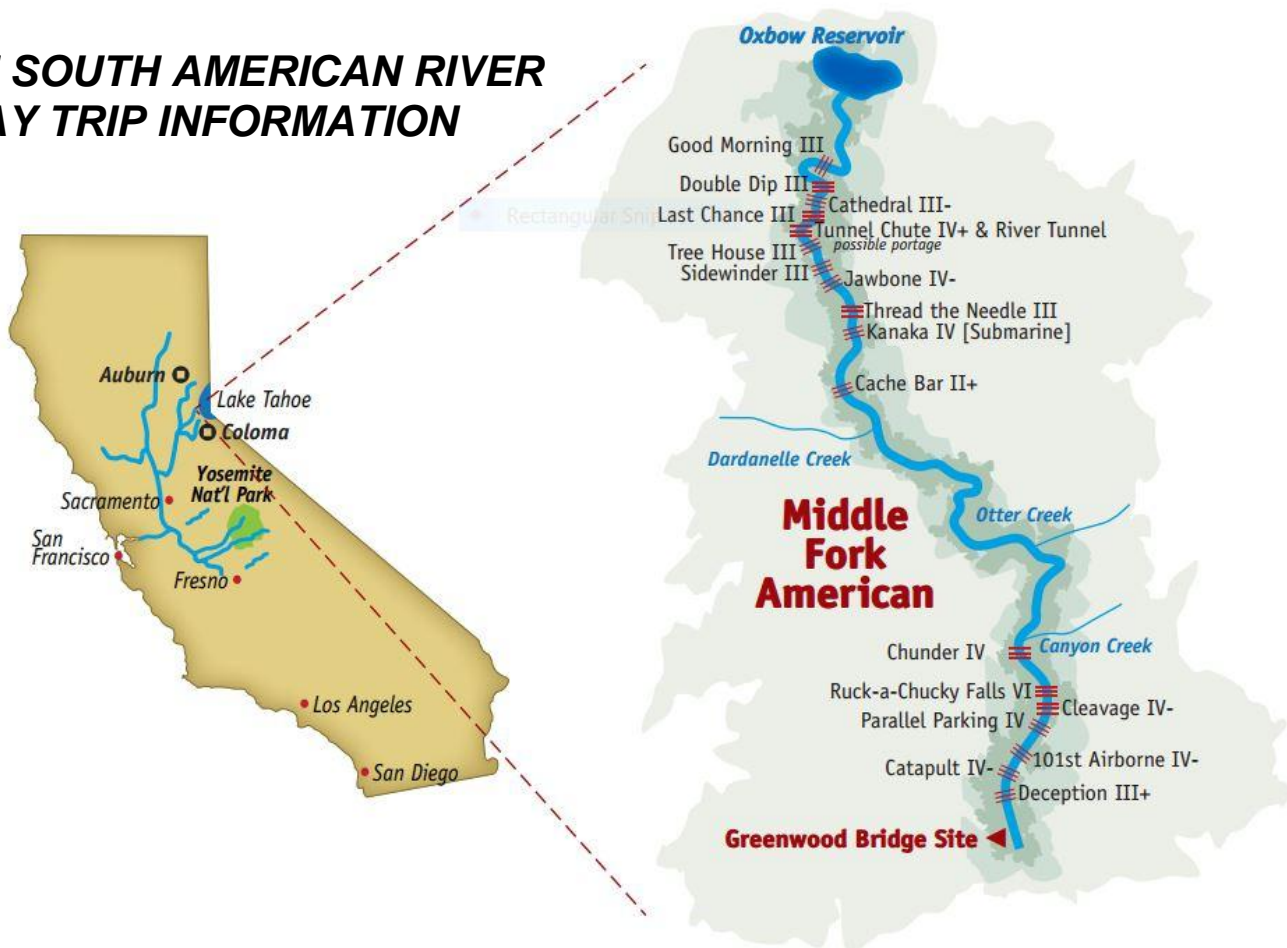 SOUTH AMERICAN RIVER
AY TRIP INFORMATION
Auburn
Lake Tahoe
Coloma
Yosemite
Nat'l Park
Sacramento
San
Francisco
Fresno
Los Angeles
San Diego
Rectangular Snip
Oxbow Reservoir
Good Morning III
Double Dip III
Cathedral III-
Last Chance III
Tunnel Chute IV+ & River Tunnel
possible portage
Tree House III
Sidewinder III
Jawbone IV-
Thread the Needle III
Kanaka IV [Submarine]
Cache Bar II+
Dardanelle Creek
Middle
Fork
American
Otter Creek
Canyon Creek
Chunder IV
Ruck-a-Chucky Falls VI
Cleavage IV-
Parallel Parking IV
101st Airborne IV-
Catapult IV-
Deception III+
Greenwood Bridge Site